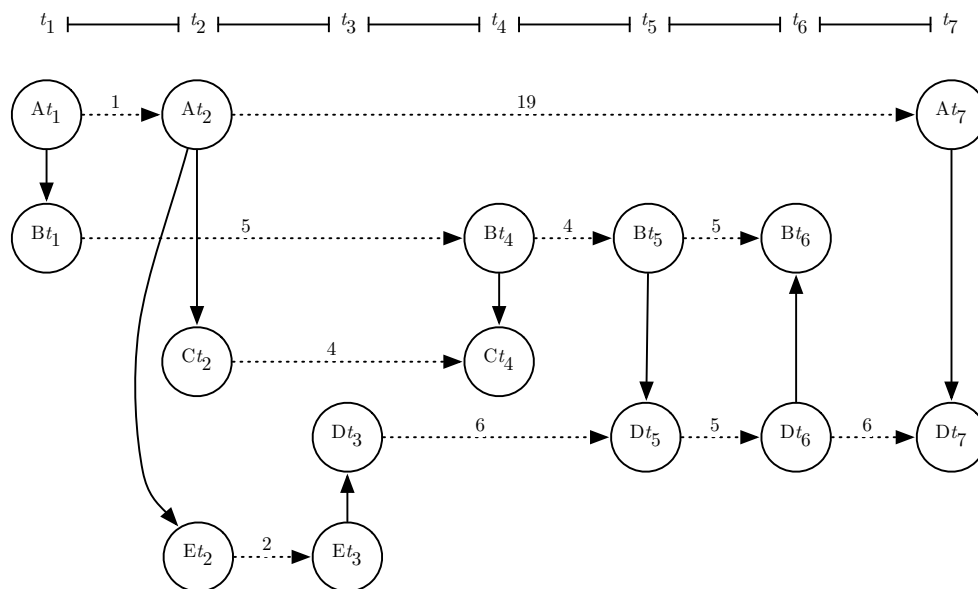 t₁ t₂ t₃ t₄ t₅ t₆ t₇
At₁ 1 At₂ 19 At₇
Bt₁ 5 Bt₄ 4 Bt₅ 5 Bt₆
Ct₂ 4 Ct₄
Dt₃ 6 Dt₅ 5 Dt₆ 6 Dt₇
Et₂ 2 Et₃